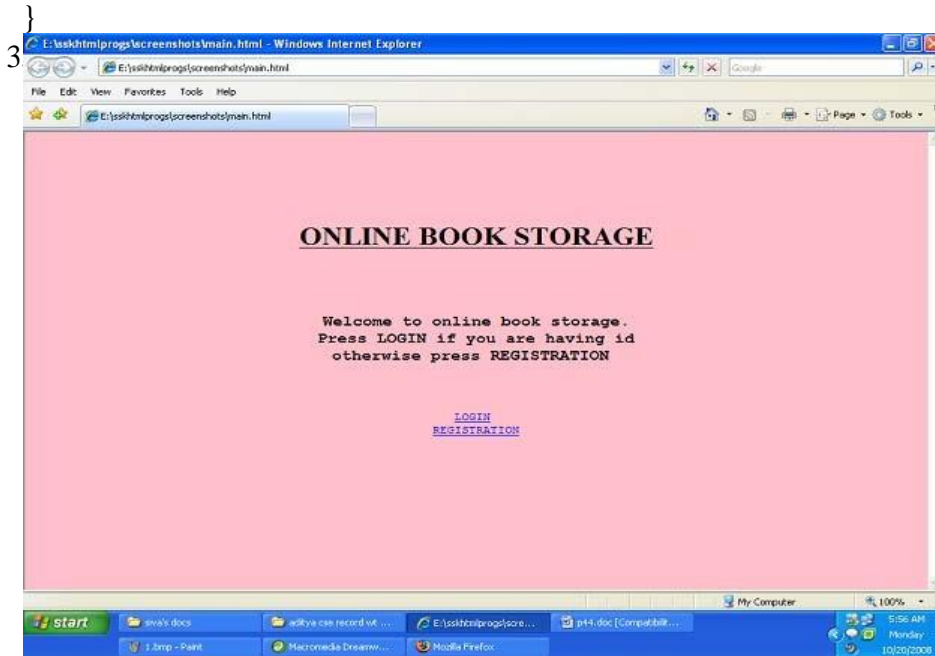 }
3
E:\sskhtmlprogs\screenshots\main.html - Windows Internet Explorer
E:\sskhtmlprogs\screenshots\main.html
Google
File Edit View Favorites Tools Help
E:\sskhtmlprogs\screenshots\main.html
Page Tools
ONLINE BOOK STORAGE
Welcome to online book storage.
Press LOGIN if you are having id
otherwise press REGISTRATION
LOGIN
REGISTRATION
My Computer 100%
start siva's docs aditya cse record wt ... E:\sskhtmlprogs\scre... p44.doc [Compatibilit... 5:56 AM
Monday
1.bmp - Paint Macromedia Dreamw... Mozilla Firefox 10/20/2008